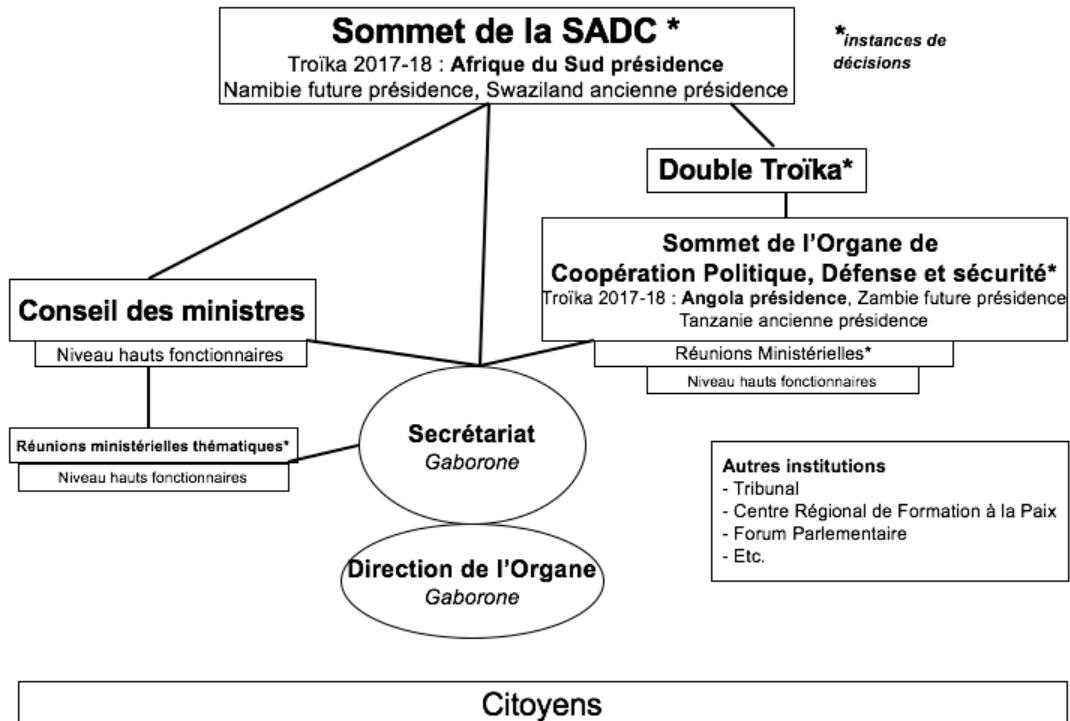 Sommet de la SADC *
Troïka 2017-18 : Afrique du Sud présidence
Namibie future présidence, Swaziland ancienne présidence
*instances de
décisions
Double Troïka*
Sommet de l'Organe de
Coopération Politique, Défense et sécurité*
Troïka 2017-18 : Angola présidence, Zambie future présidence
Tanzanie ancienne présidence
Réunions Ministérielles*
Niveau hauts fonctionnaires
Conseil des ministres
Niveau hauts fonctionnaires
Réunions ministérielles thématiques*
Niveau hauts fonctionnaires
Secrétariat
Gaborone
Direction de l'Organe
Gaborone
Autres institutions
- Tribunal
- Centre Régional de Formation à la Paix
- Forum Parlementaire
- Etc.
Citoyens